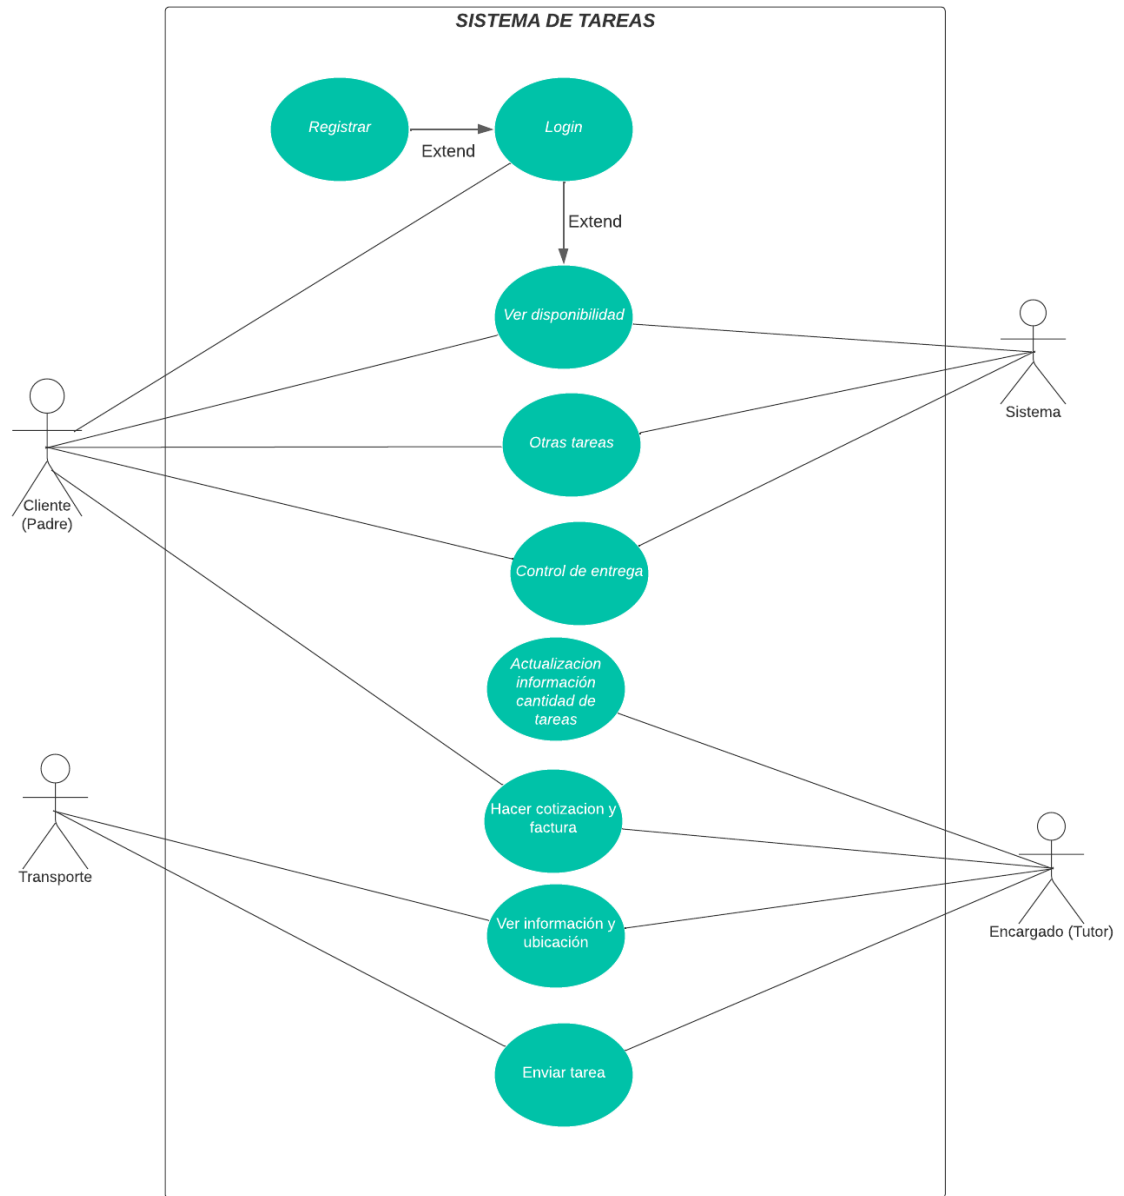 SISTEMA DE TAREAS
Registrar
Login
Extend
Extend
Ver disponibilidad
Sistema
Otras tareas
Cliente
(Padre)
Control de entrega
Actualizacion
información
cantidad de
tareas
Hacer cotizacion y
factura
Transporte
Ver información y
ubicación
Encargado (Tutor)
Enviar tarea